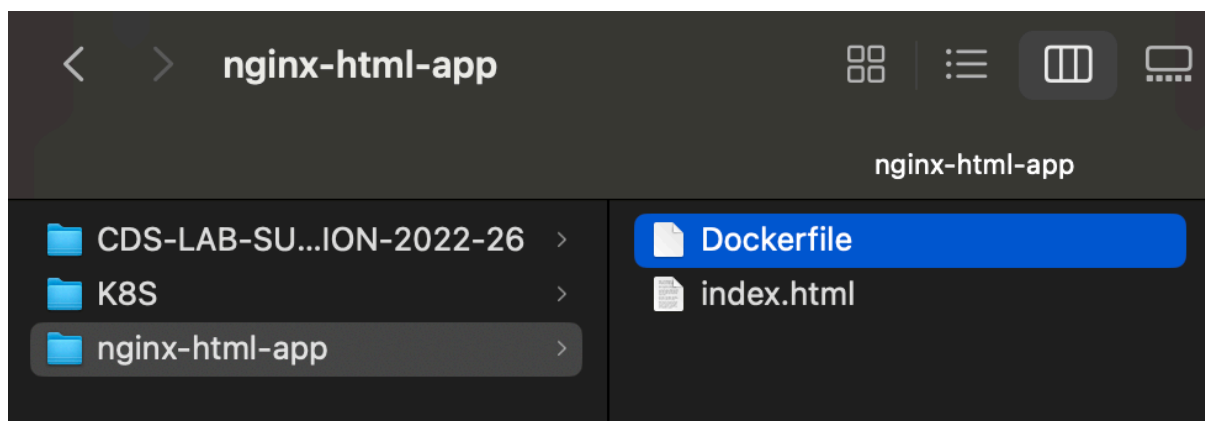 nginx-html-app
nginx-html-app
CDS-LAB-SU...ION-2022-26
K8S
nginx-html-app
Dockerfile
index.html